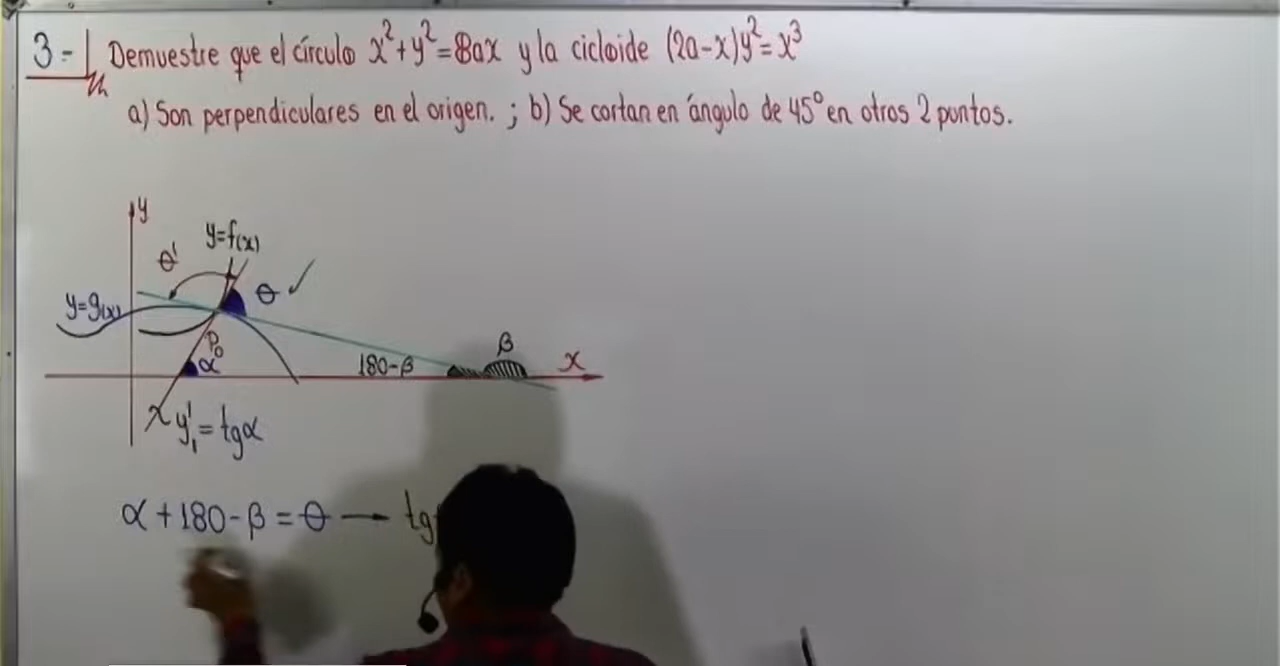 3-| Demuestre que el círculo x²+y²=8ax y la cicloide (2a-x)y²=x³
a) Son perpendiculares en el origen. ; b) Se cortan en ángulo de 45° en otros 2 puntos.
y
y=f(x)
θ'
θ ✓
y=g(x)
P₀
α
180-β
β
x
y₁'=tgα
α+180-β=θ → tg